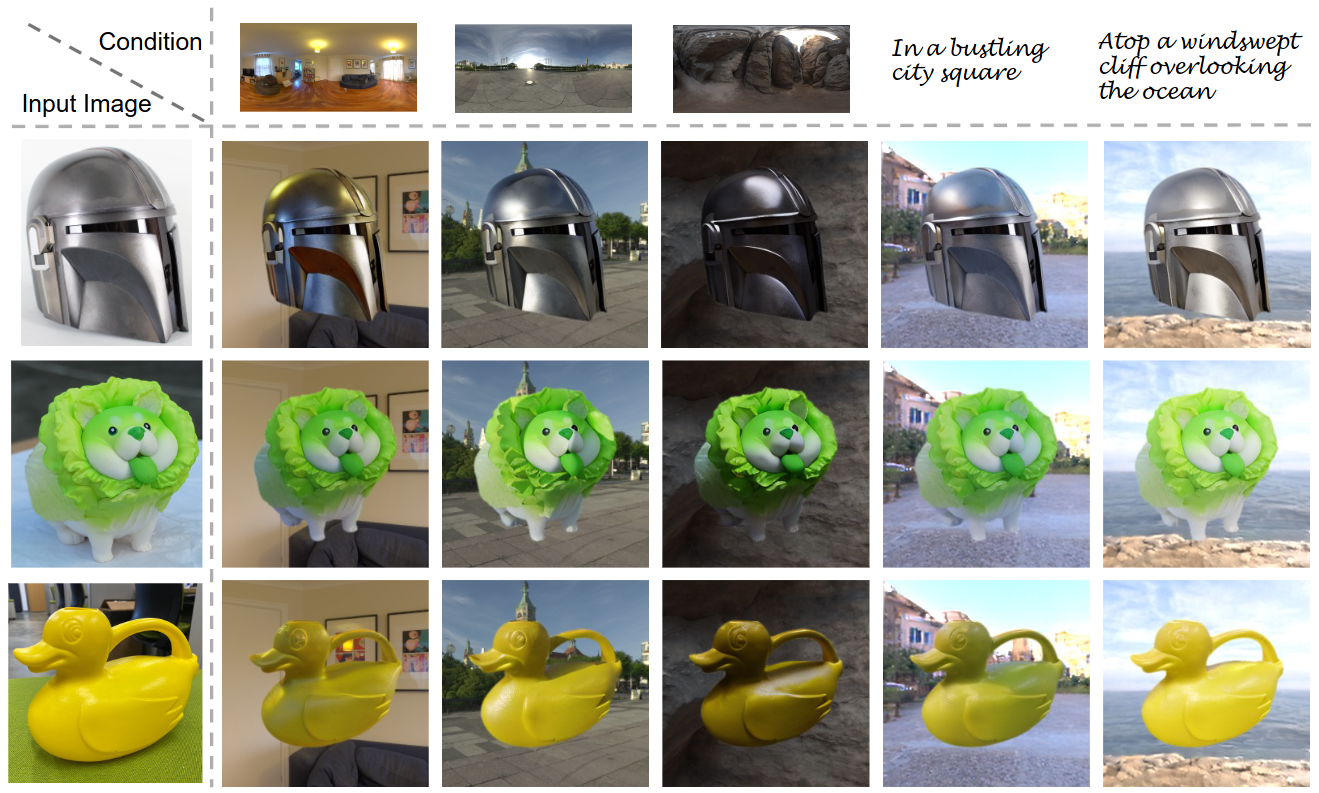 Condition
Input Image
In a bustling
city square
Atop a windswept
cliff overlooking
the ocean